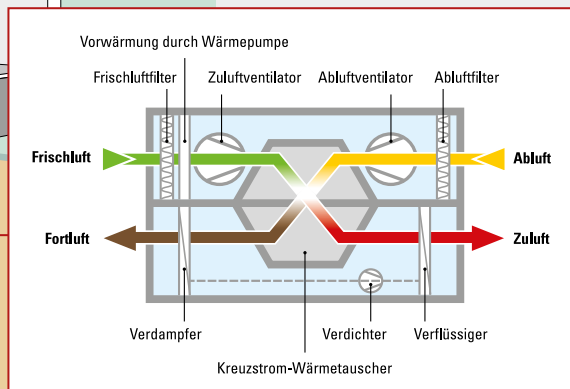 Vorwärmung durch Wärmepumpe
Frischluftfilter Zuluftventilator Abluftventilator Abluftfilter
Frischluft Abluft
Fortluft Zuluft
Verdampfer Verdichter Verflüssiger
Kreuzstrom-Wärmetauscher